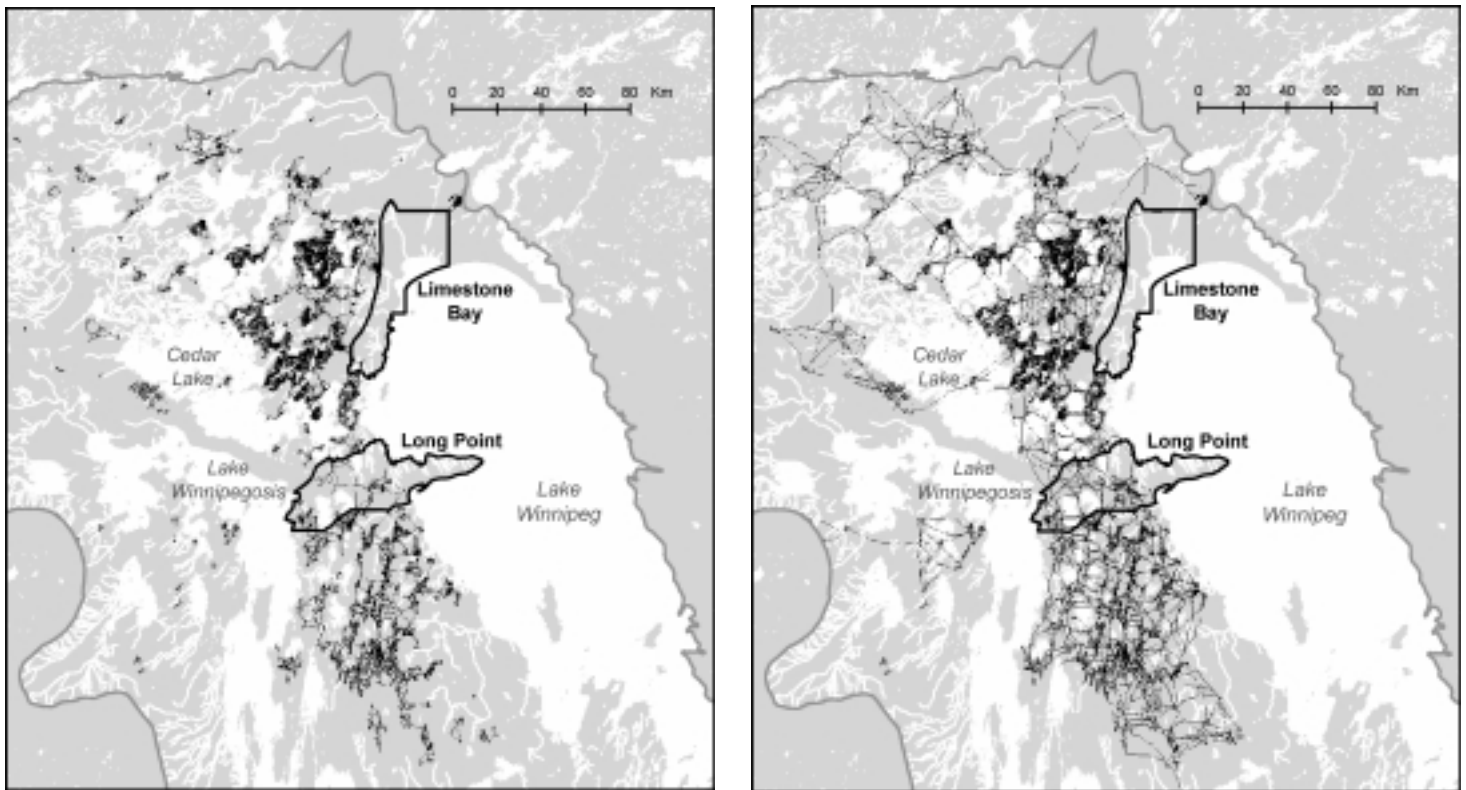 0 20 40 60 80 Km
Limestone
Bay
Cedar
Lake
Long Point
Lake
Winnipegosis
Lake
Winnipeg
0 20 40 60 80 Km
Limestone
Bay
Cedar
Lake
Long Point
Lake
Winnipegosis
Lake
Winnipeg